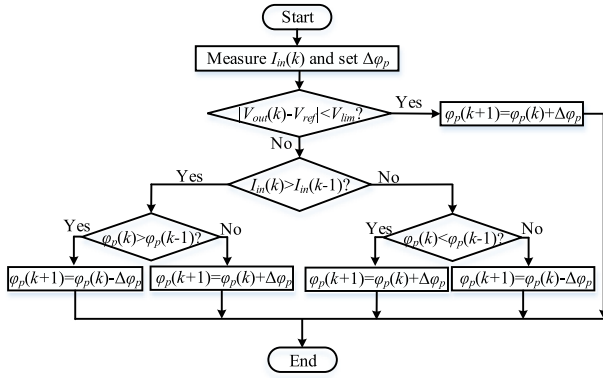 Start
Measure I_in(k) and set Δφ_p
|V_out(k)-V_ref|<V_lim?
Yes
φ_p(k+1)=φ_p(k)+Δφ_p
No
Yes
I_in(k)>I_in(k-1)?
No
Yes
φ_p(k)>φ_p(k-1)?
No
Yes
φ_p(k)<φ_p(k-1)?
No
φ_p(k+1)=φ_p(k)-Δφ_p
φ_p(k+1)=φ_p(k)+Δφ_p
φ_p(k+1)=φ_p(k)+Δφ_p
φ_p(k+1)=φ_p(k)-Δφ_p
End